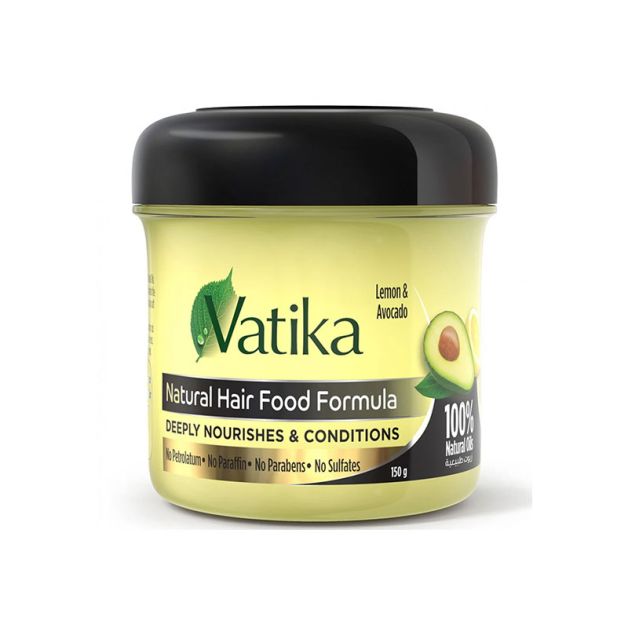 Vatika
Lemon &
Avocado
Natural Hair Food Formula
DEEPLY NOURISHES & CONDITIONS
No Petrolatum • No Paraffin • No Parabens • No Sulfates
150 g
100%
Natural Oils
زيوت طبيعية